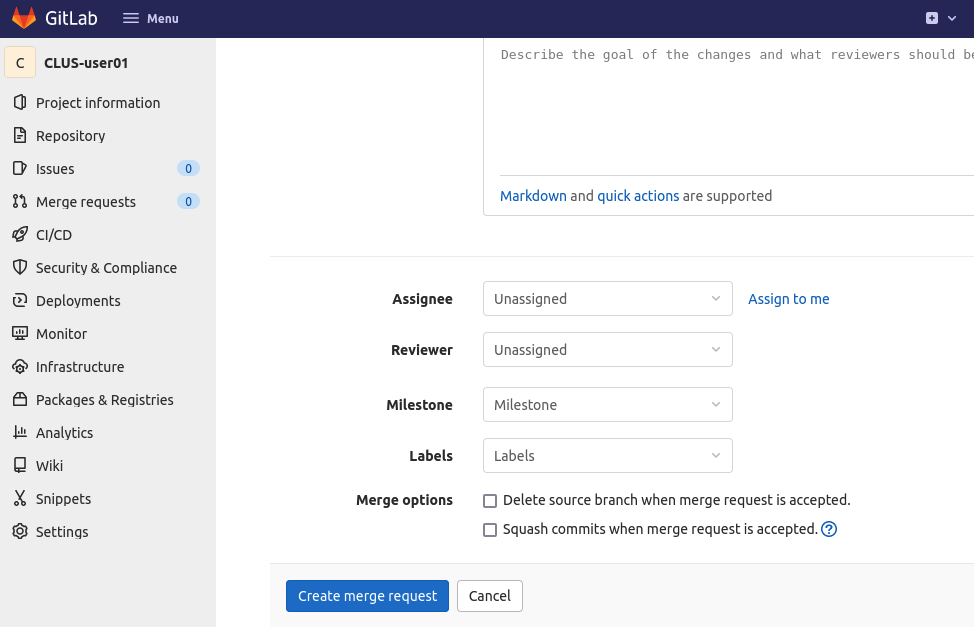 GitLab Menu
C CLUS-user01
Project information
Repository
Issues 0
Merge requests 0
CI/CD
Security & Compliance
Deployments
Monitor
Infrastructure
Packages & Registries
Analytics
Wiki
Snippets
Settings
Describe the goal of the changes and what reviewers should be
Markdown and quick actions are supported
Assignee Unassigned Assign to me
Reviewer Unassigned
Milestone Milestone
Labels Labels
Merge options Delete source branch when merge request is accepted.
Squash commits when merge request is accepted. ?
Create merge request Cancel